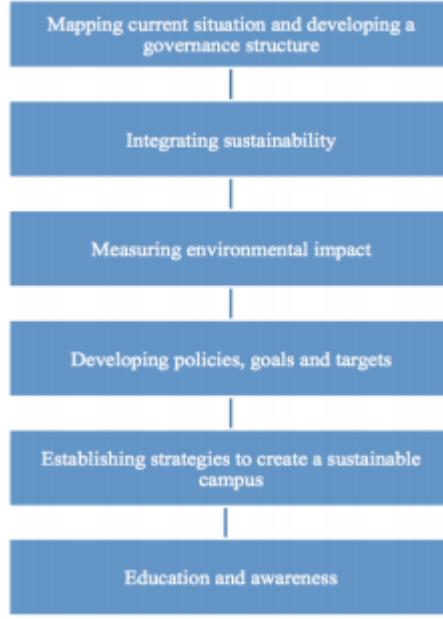 Mapping current situation and developing a
governance structure
Integrating sustainability
Measuring environmental impact
Developing policies, goals and targets
Establishing strategies to create a sustainable
campus
Education and awareness